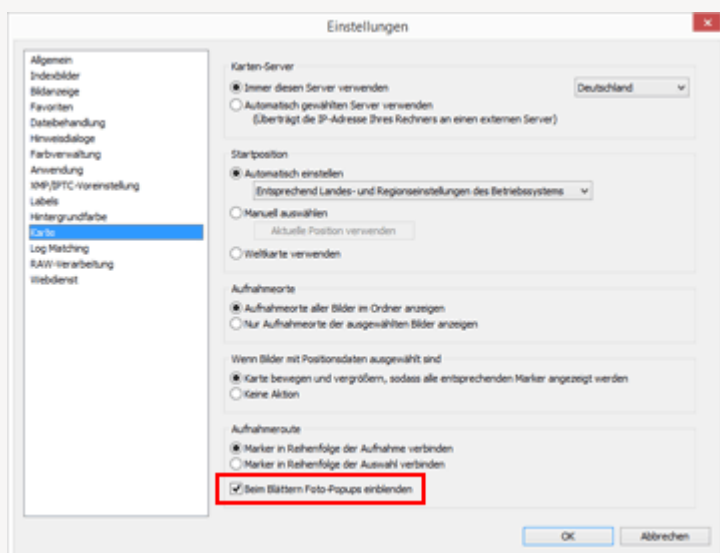 Einstellungen
Allgemein
Indexbilder
Bildanzeige
Favoriten
Dateibehandlung
Hinweisdialoge
Farbverwaltung
Anwendung
XMP/IPTC-Voreinstellung
Labels
Hintergrundfarbe
Karte
Log Matching
RAW-Verarbeitung
Webdienst
Karten-Server
Immer diesen Server verwenden
Deutschland
Automatisch gewählten Server verwenden
(Überträgt die IP-Adresse Ihres Rechners an einen externen Server)
Startposition
Automatisch einstellen
Entsprechend Landes- und Regionseinstellungen des Betriebssystems
Manuell auswählen
Aktuelle Position verwenden
Weltkarte verwenden
Aufnahmeorte
Aufnahmeorte aller Bilder im Ordner anzeigen
Nur Aufnahmeorte der ausgewählten Bilder anzeigen
Wenn Bilder mit Positionsdaten ausgewählt sind
Karte bewegen und vergrößern, sodass alle entsprechenden Marker angezeigt werden
Keine Aktion
Aufnahmeroute
Marker in Reihenfolge der Aufnahme verbinden
Marker in Reihenfolge der Auswahl verbinden
Beim Blättern Foto-Popups einblenden
OK
Abbrechen